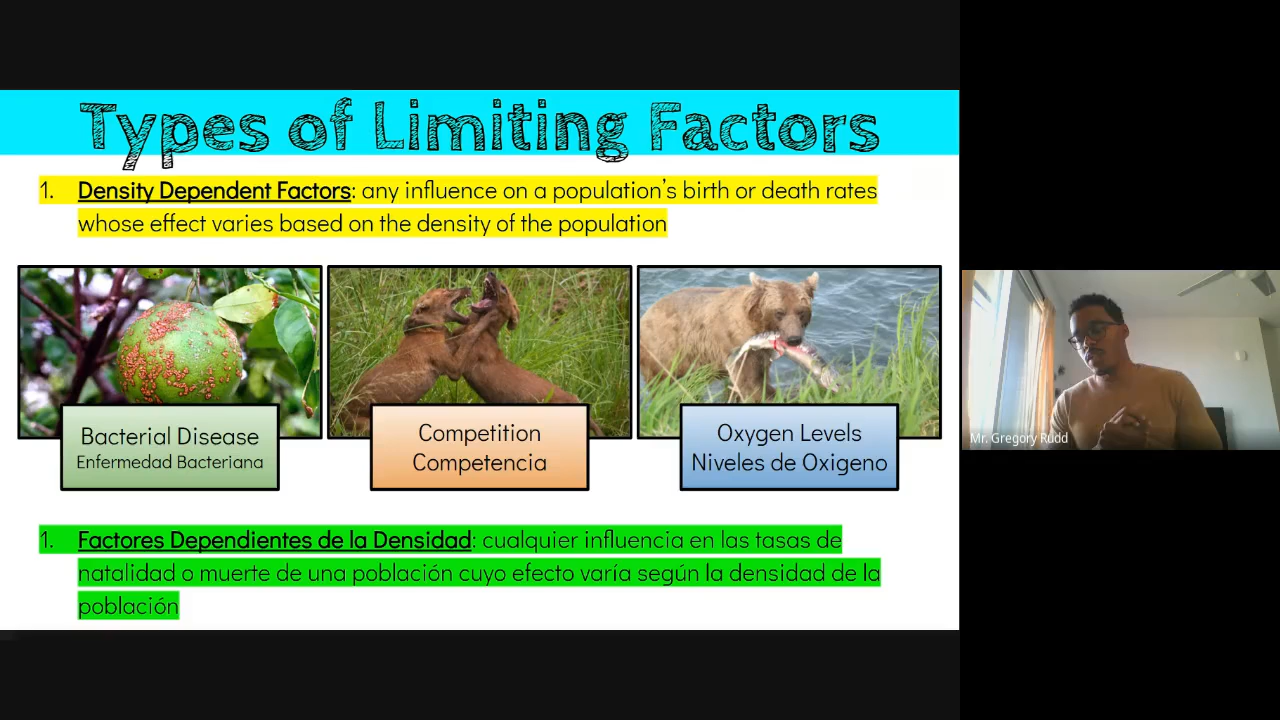 Types of Limiting Factors
1. Density Dependent Factors: any influence on a population's birth or death rates
whose effect varies based on the density of the population
Bacterial Disease
Enfermedad Bacteriana
Competition
Competencia
Oxygen Levels
Niveles de Oxigeno
1. Factores Dependientes de la Densidad: cualquier influencia en las tasas de
natalidad o muerte de una población cuyo efecto varía según la densidad de la
población
Mr. Gregory Rudd